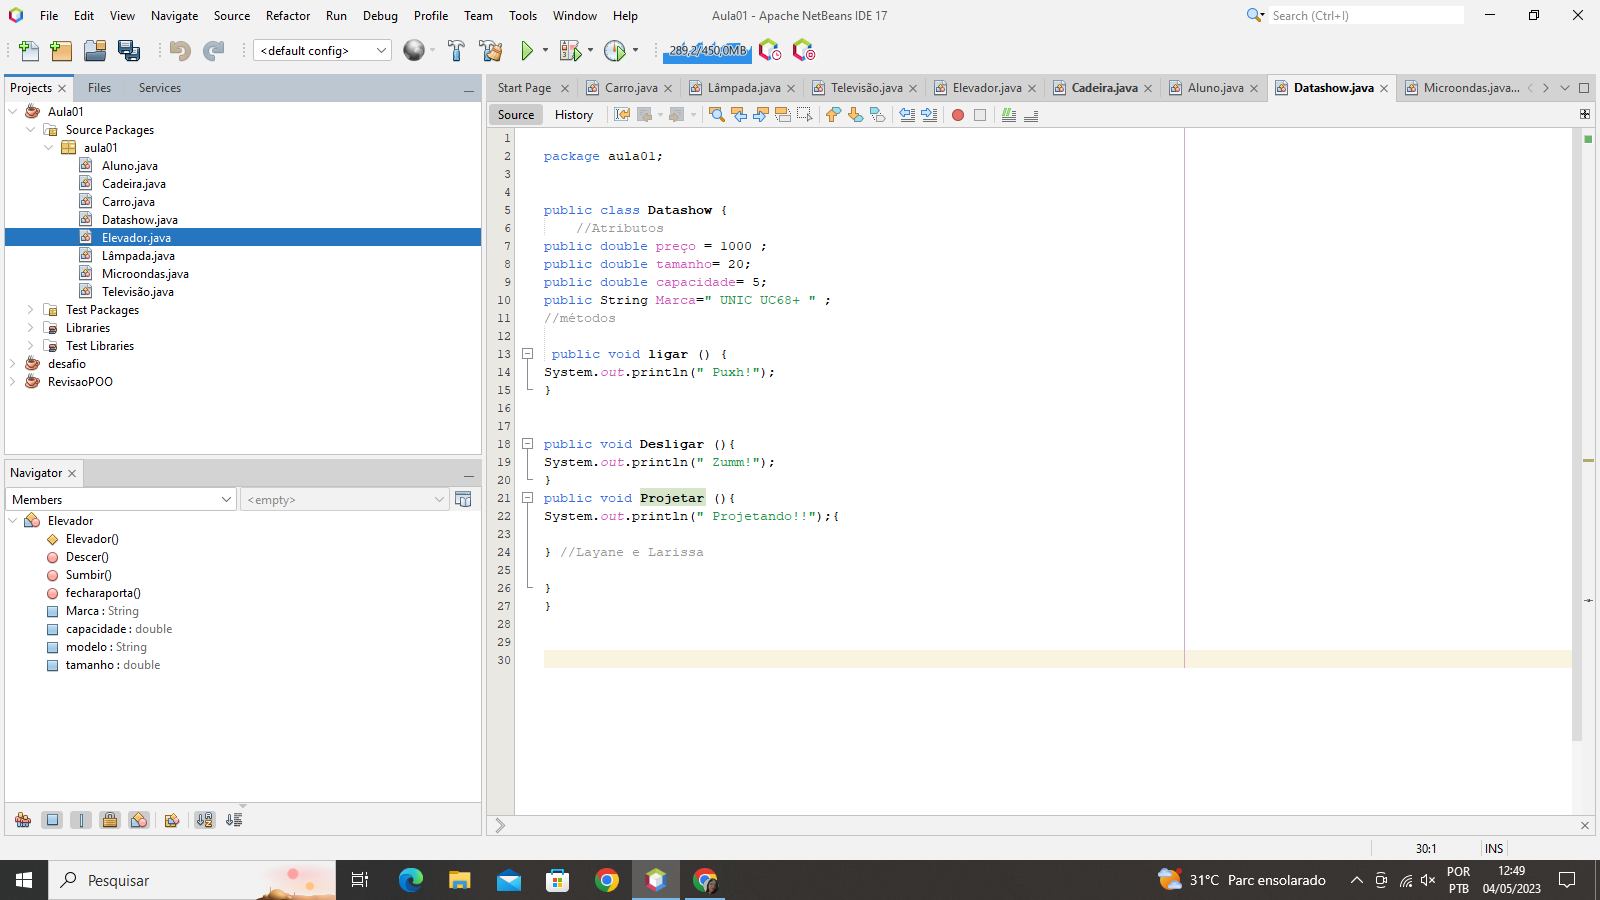 File Edit View Navigate Source Refactor Run Debug Profile Team Tools Window Help
Aula01 - Apache NetBeans IDE 17
Search (Ctrl+I)
<default config>
289,2/450,0MB
Projects Files Services
Aula01
Source Packages
aula01
Aluno.java
Cadeira.java
Carro.java
Datashow.java
Elevador.java
Lâmpada.java
Microondas.java
Televisão.java
Test Packages
Libraries
Test Libraries
desafio
RevisaoPOO
Navigator
Members
<empty>
Elevador
Elevador()
Descer()
Sumbir()
fecharaporta()
Marca : String
capacidade : double
modelo : String
tamanho : double
Start Page Carro.java Lâmpada.java Televisão.java Elevador.java Cadeira.java Aluno.java Datashow.java Microondas.java...
Source History
1
2 package aula01;
3
4
5 public class Datashow {
6 //Atributos
7 public double preço = 1000 ;
8 public double tamanho= 20;
9 public double capacidade= 5;
10 public String Marca=" UNIC UC68+ " ;
11 //métodos
12
13 public void ligar () {
14 System.out.println(" Puxh!");
15 }
16
17
18 public void Desligar (){
19 System.out.println(" Zumm!");
20 }
21 public void Projetar (){
22 System.out.println(" Projetando!!");{
23
24 } //Layane e Larissa
25
26 }
27 }
28
29
30
30:1 INS
Pesquisar
31°C Parc ensolarado
POR
PTB
12:49
04/05/2023